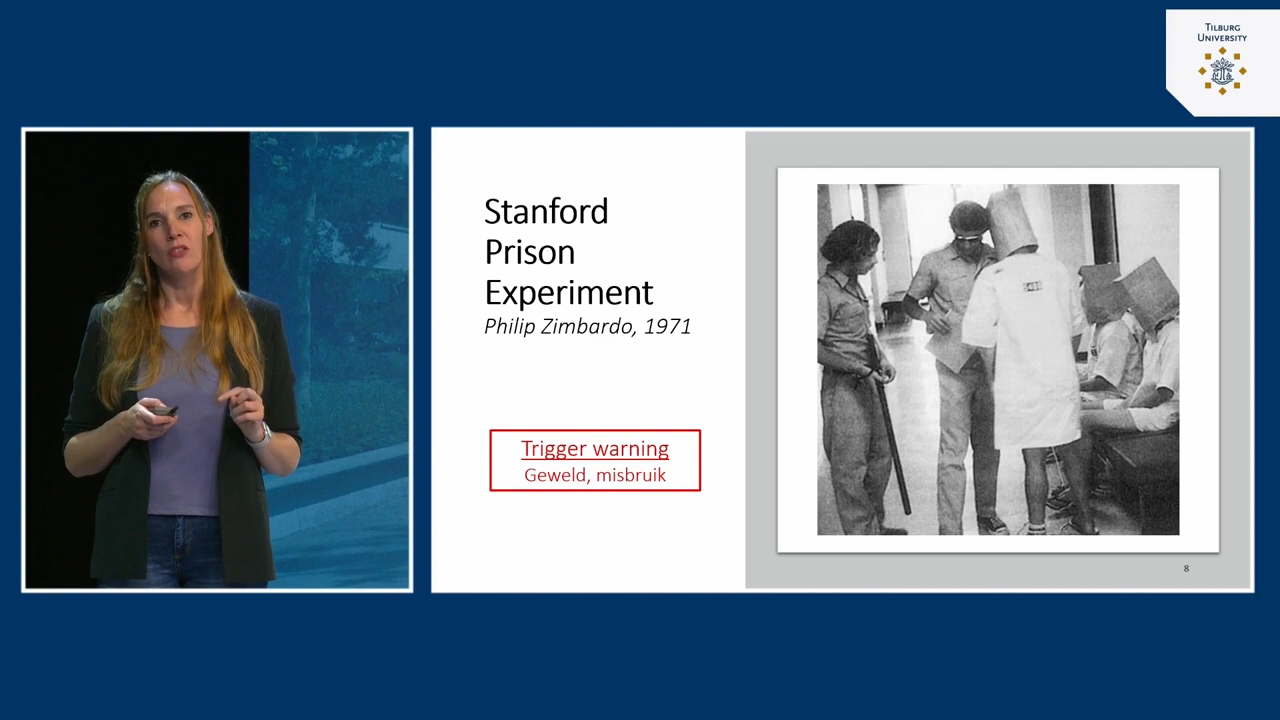 TILBURG
UNIVERSITY
Stanford
Prison
Experiment
Philip Zimbardo, 1971
Trigger warning
Geweld, misbruik
8